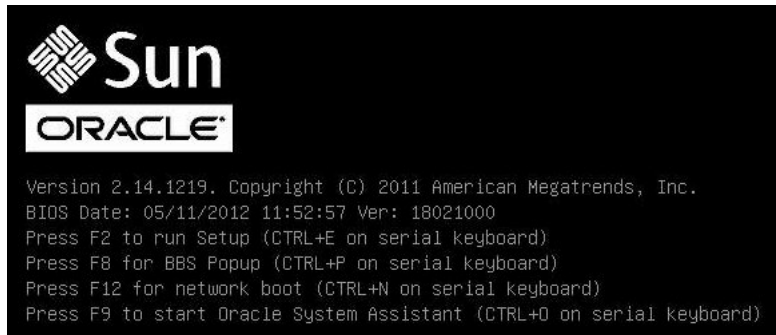 Sun
ORACLE
Version 2.14.1219. Copyright (C) 2011 American Megatrends, Inc.
BIOS Date: 05/11/2012 11:52:57 Ver: 18021000
Press F2 to run Setup (CTRL+E on serial keyboard)
Press F8 for BBS Popup (CTRL+P on serial keyboard)
Press F12 for network boot (CTRL+N on serial keyboard)
Press F9 to start Oracle System Assistant (CTRL+O on serial keyboard)